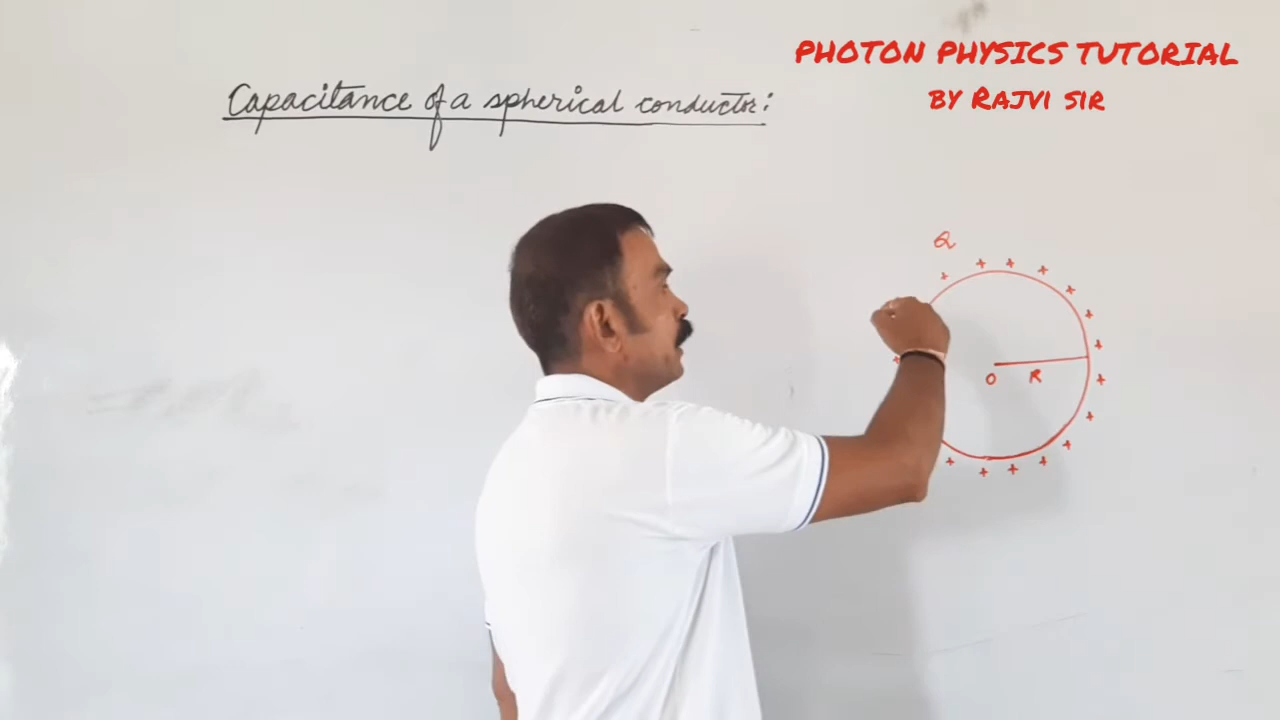 PHOTON PHYSICS TUTORIAL
BY RAJVI SIR
Capacitance of a spherical conductor:
Q
+ + + + + + + + + + + + + + + +
O R